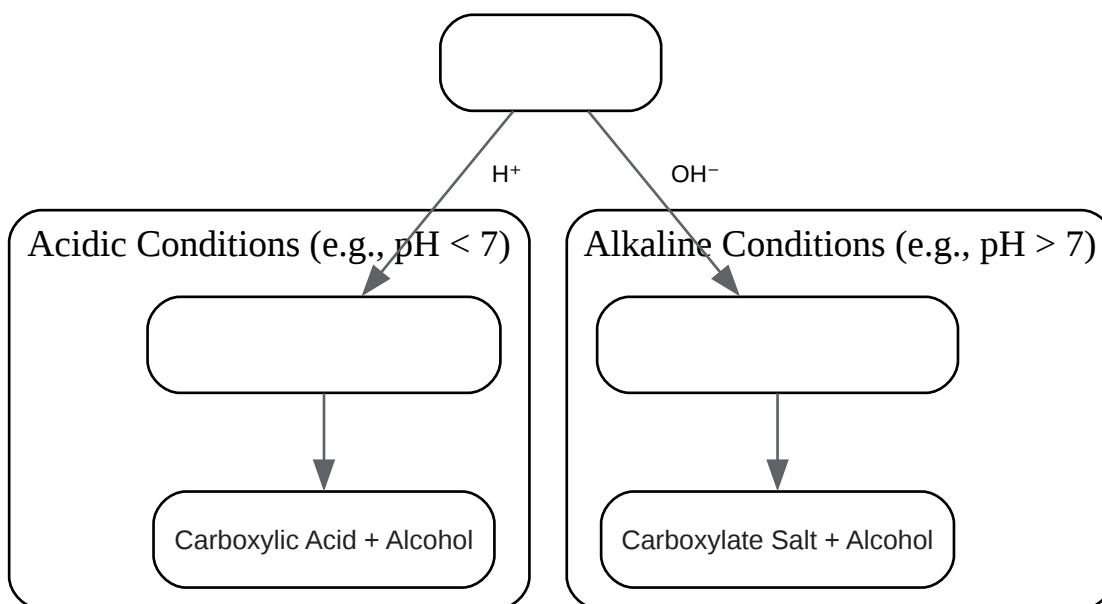 H⁺
OH⁻
Acidic Conditions (e.g., pH < 7)
Alkaline Conditions (e.g., pH > 7)
Carboxylic Acid + Alcohol
Carboxylate Salt + Alcohol